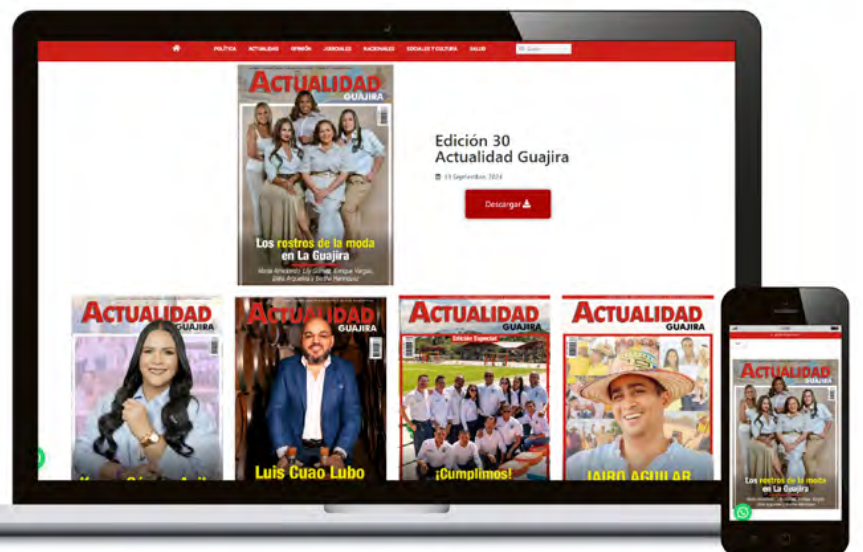 POLÍTICA ACTUALIDAD OPINIÓN JUDICIALES NACIONALES SOCIALES Y CULTURA SALUD
ACTUALIDAD
GUAJIRA
Los rostros de la moda
en La Guajira
Edición 30
Actualidad Guajira
Septiembre, 2024
Descargar
ACTUALIDAD
GUAJIRA
ACTUALIDAD
GUAJIRA
Luis Cuao Lubo
ACTUALIDAD
GUAJIRA
Edición Especial
¡Cumplimos!
ACTUALIDAD
GUAJIRA
JAIRO AGUILAR
ACTUALIDAD
GUAJIRA
Los rostros de la moda
en La Guajira